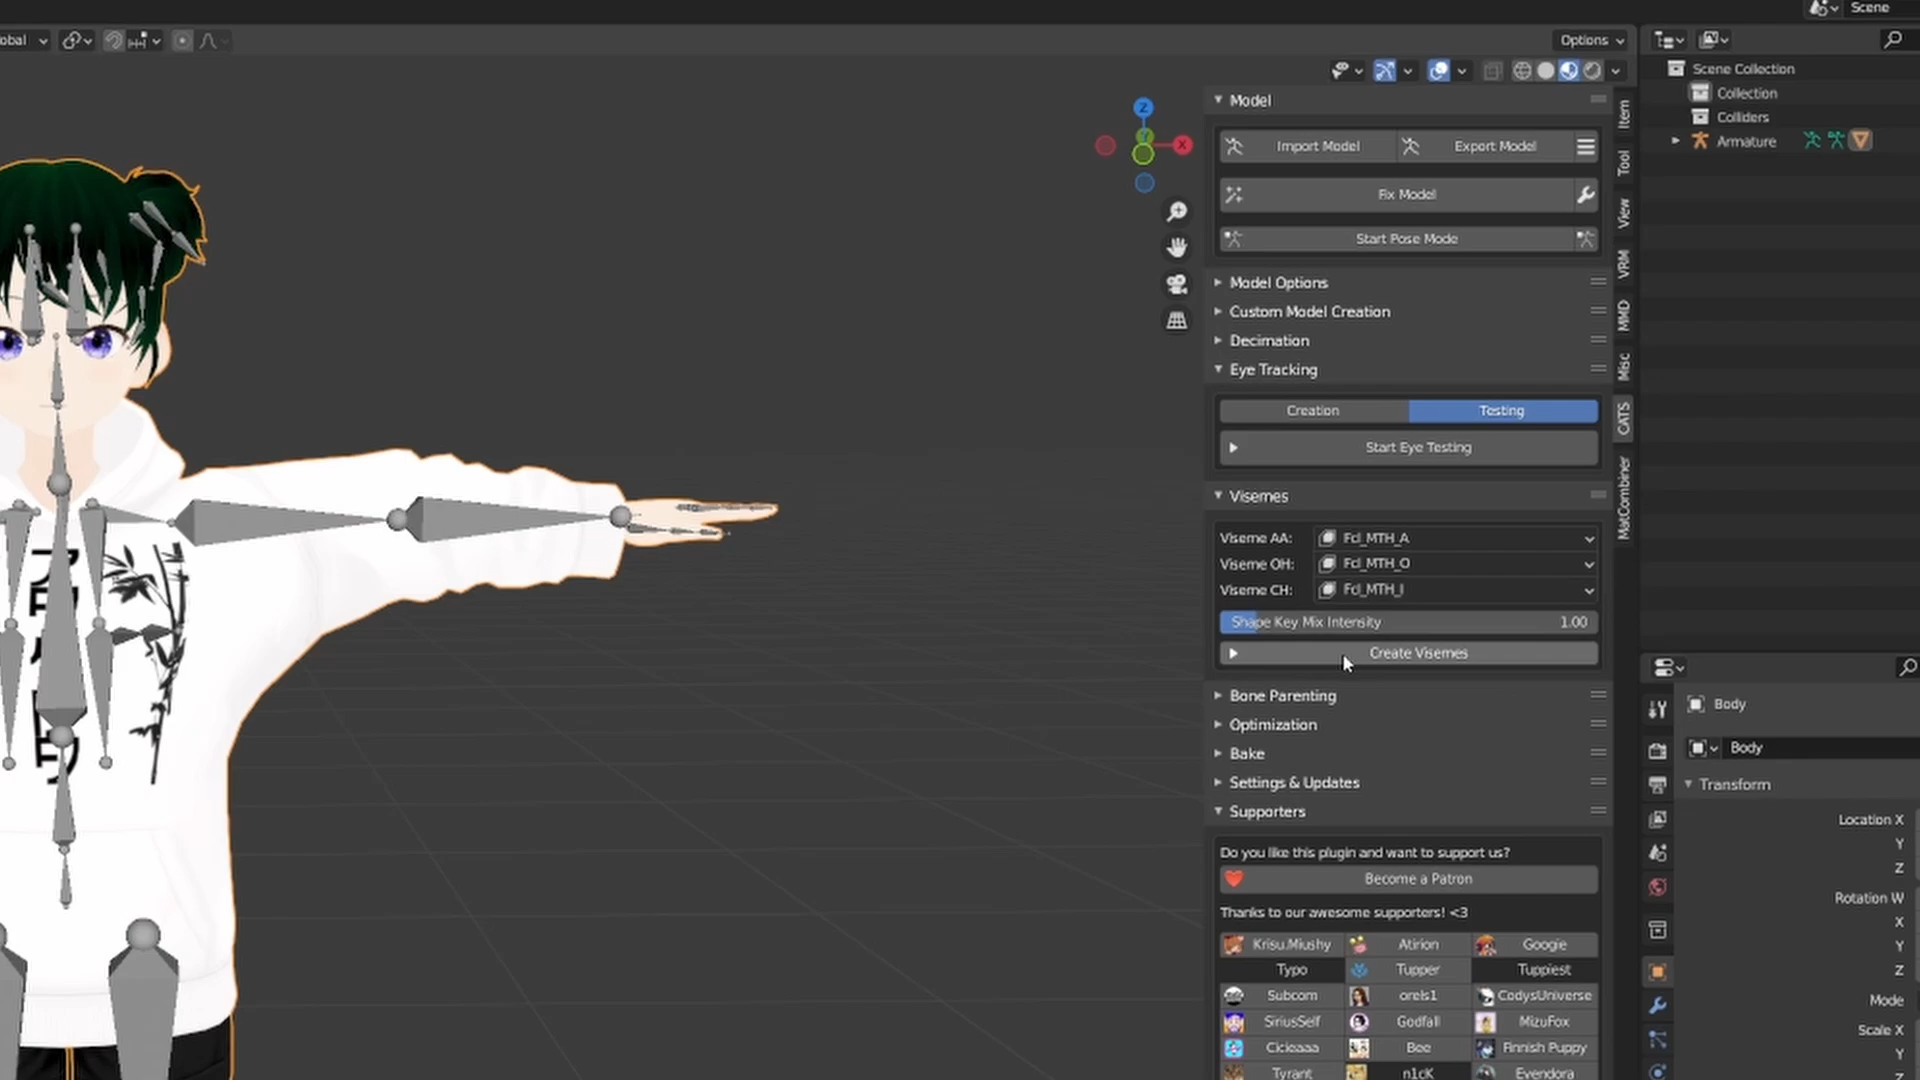 Scene
obal
Options
Scene Collection
Model
Collection
Item
Colliders
Z
Y
X
Import Model
Export Model
Armature
Tool
Fix Model
View
Start Pose Mode
VRM
Model Options
Custom Model Creation
MMD
Decimation
Eye Tracking
Misc
Creation
Testing
CATS
Start Eye Testing
Visemes
MatCombiner
Viseme AA:
Fcl_MTH_A
Viseme OH:
Fcl_MTH_O
Viseme CH:
Fcl_MTH_I
Shape Key Mix Intensity
1.00
Create Visemes
Bone Parenting
Body
Optimization
Body
Bake
Settings & Updates
Transform
Supporters
Location X
Y
Do you like this plugin and want to support us?
Z
Become a Patron
Rotation W
Thanks to our awesome supporters! <3
X
Krisu.Miushy
Atirion
Googie
Y
Typo
Tupper
Tuppiest
Z
Subcom
orels1
CodysUniverse
Mode
SiriusSelf
Godfall
MizuFox
Scale X
Cicieaaa
Bee
Finnish Puppy
Y
Tyrant
n1cK
Evendora
Z